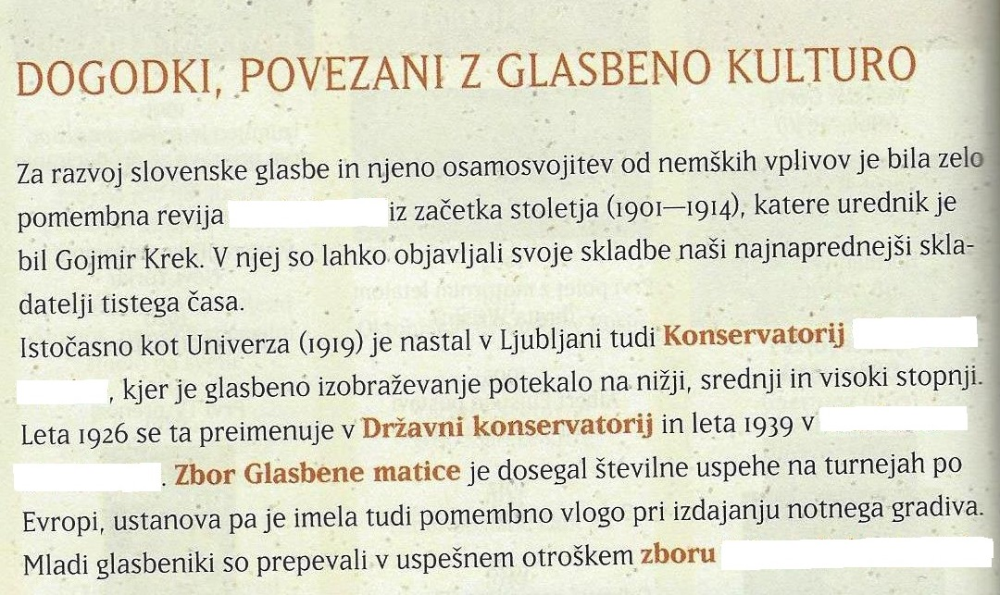 DOGODKI, POVEZANI Z GLASBENO KULTURO
Za razvoj slovenske glasbe in njeno osamosvojitev od nemških vplivov je bila zelo
pomembna revija iz začetka stoletja (1901—1914), katere urednik je
bil Gojmir Krek. V njej so lahko objavljali svoje skladbe naši najnaprednejši skla-
datelji tistega časa.
Istočasno kot Univerza (1919) je nastal v Ljubljani tudi Konservatorij
, kjer je glasbeno izobraževanje potekalo na nižji, srednji in visoki stopnji.
Leta 1926 se ta preimenuje v Državni konservatorij in leta 1939 v
. Zbor Glasbene matice je dosegal številne uspehe na turnejah po
Evropi, ustanova pa je imela tudi pomembno vlogo pri izdajanju notnega gradiva.
Mladi glasbeniki so prepevali v uspešnem otroškem zboru